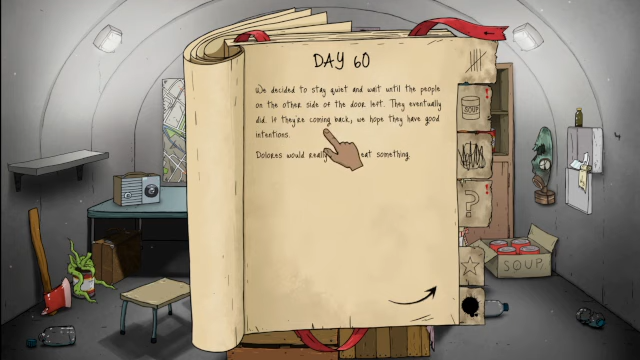 DAY 60
We decided to stay quiet and wait until the people
on the other side of the door left. They eventually
did. If they're coming back, we hope they have good
intentions.
Dolores would really eat something.
SOUP
SOUP